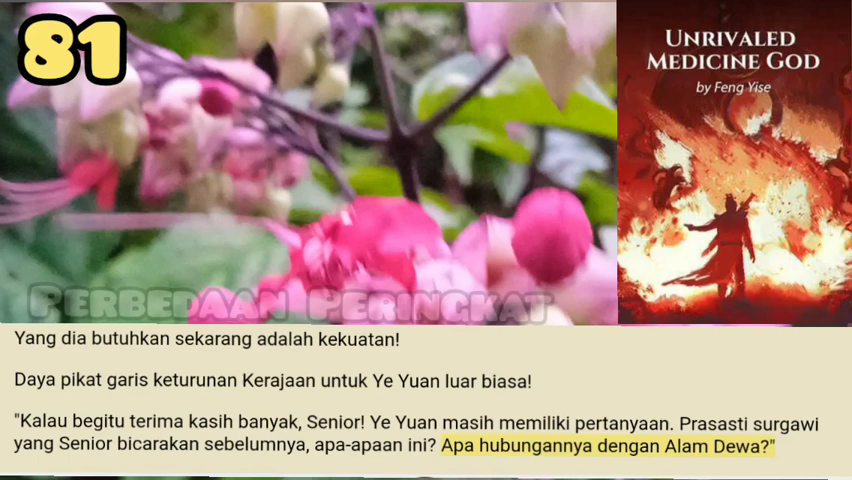 81
UNRIVALED
MEDICINE GOD
by Feng Yise
PERBEDAAN PERINGKAT
Yang dia butuhkan sekarang adalah kekuatan!
Daya pikat garis keturunan Kerajaan untuk Ye Yuan luar biasa!
"Kalau begitu terima kasih banyak, Senior! Ye Yuan masih memiliki pertanyaan. Prasasti surgawi
yang Senior bicarakan sebelumnya, apa-apaan ini? Apa hubungannya dengan Alam Dewa?"